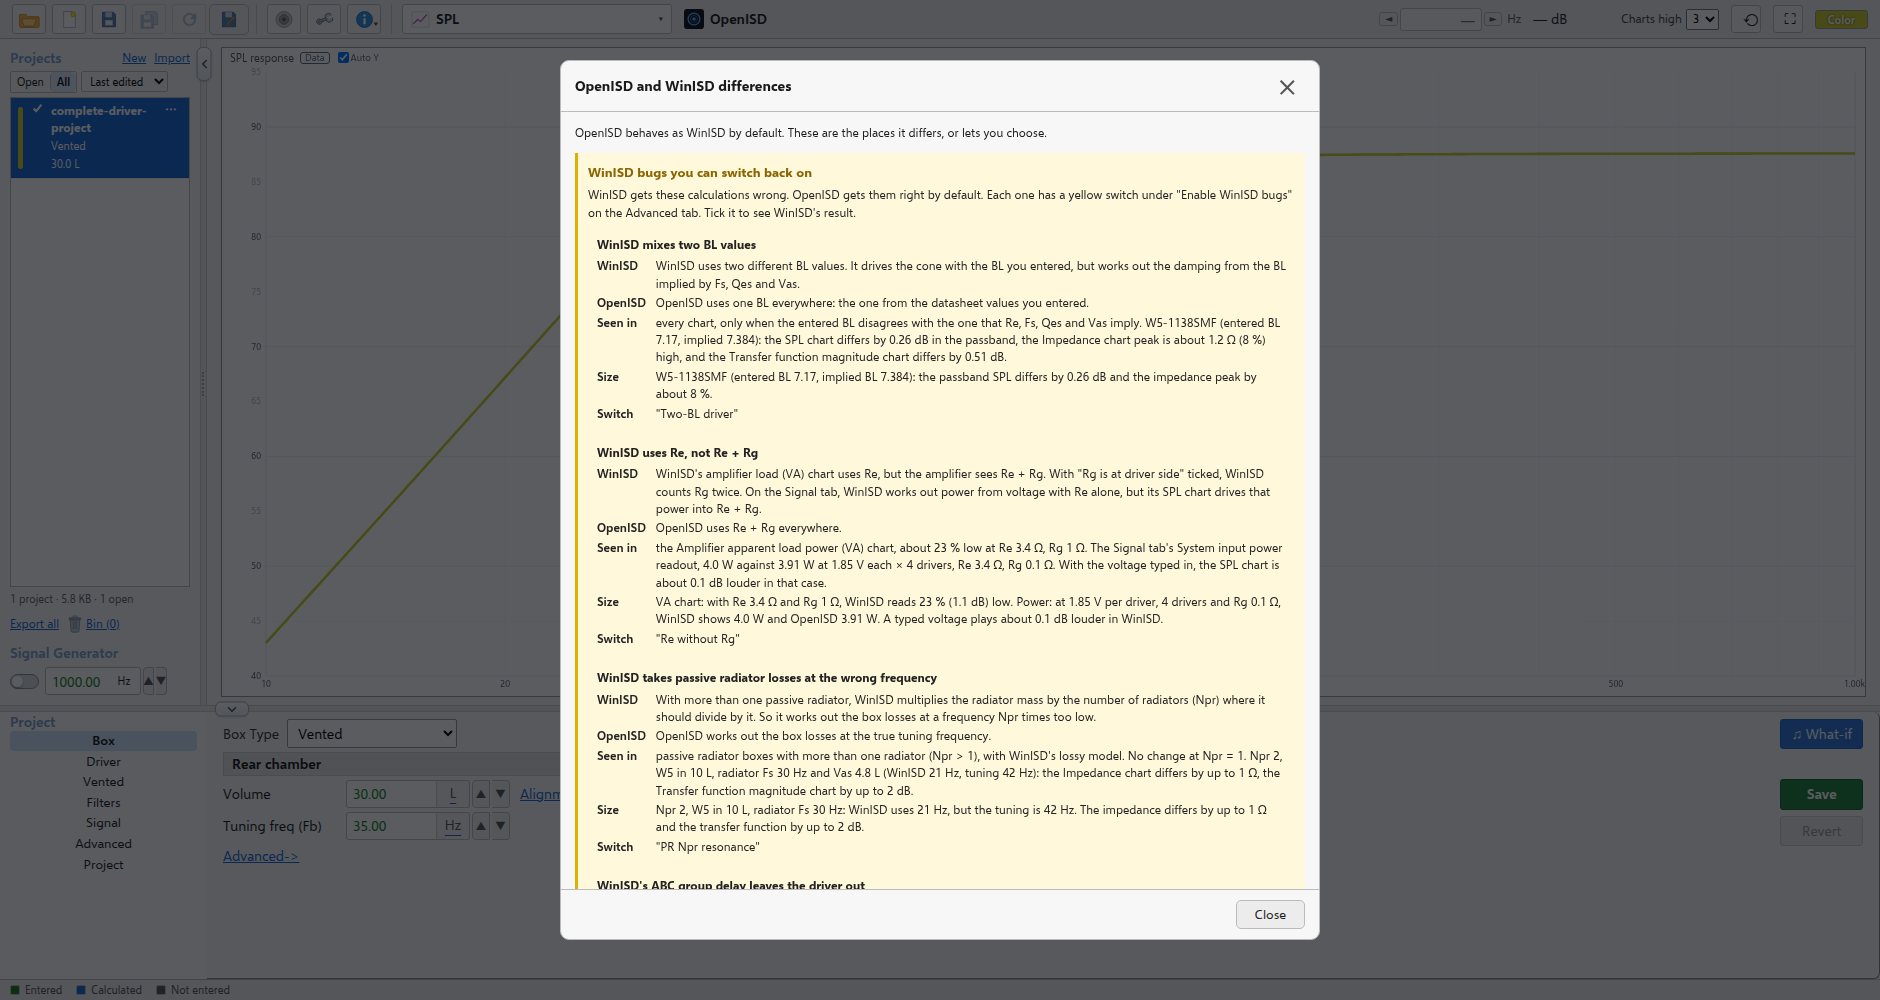 SPL
OpenISD
—
Hz
— dB
Charts high
3
Color
Projects
New
Import
Open
All
Last edited
complete-driver-
project
Vented
30.0 L
1 project · 5.8 KB · 1 open
Export all
Bin (0)
Signal Generator
1000.00 Hz
SPL response
Data
Auto Y
95
90
85
80
75
70
65
60
55
50
45
40
10
20
500
1.00k
OpenISD and WinISD differences
OpenISD behaves as WinISD by default. These are the places it differs, or lets you choose.
WinISD bugs you can switch back on
WinISD gets these calculations wrong. OpenISD gets them right by default. Each one has a yellow switch under "Enable WinISD bugs"
on the Advanced tab. Tick it to see WinISD's result.
WinISD mixes two BL values
WinISD WinISD uses two different BL values. It drives the cone with the BL you entered, but works out the damping from the BL
implied by Fs, Qes and Vas.
OpenISD OpenISD uses one BL everywhere: the one from the datasheet values you entered.
Seen in every chart, only when the entered BL disagrees with the one that Re, Fs, Qes and Vas imply. W5-1138SMF (entered BL
7.17, implied 7.384): the SPL chart differs by 0.26 dB in the passband, the Impedance chart peak is about 1.2 Ω (8 %)
high, and the Transfer function magnitude chart differs by 0.51 dB.
Size W5-1138SMF (entered BL 7.17, implied BL 7.384): the passband SPL differs by 0.26 dB and the impedance peak by
about 8 %.
Switch "Two-BL driver"
WinISD uses Re, not Re + Rg
WinISD WinISD's amplifier load (VA) chart uses Re, but the amplifier sees Re + Rg. With "Rg is at driver side" ticked, WinISD
counts Rg twice. On the Signal tab, WinISD works out power from voltage with Re alone, but its SPL chart drives that
power into Re + Rg.
OpenISD OpenISD uses Re + Rg everywhere.
Seen in the Amplifier apparent load power (VA) chart, about 23 % low at Re 3.4 Ω, Rg 1 Ω. The Signal tab's System input power
readout, 4.0 W against 3.91 W at 1.85 V each × 4 drivers, Re 3.4 Ω, Rg 0.1 Ω. With the voltage typed in, the SPL chart is
about 0.1 dB louder in that case.
Size VA chart: with Re 3.4 Ω and Rg 1 Ω, WinISD reads 23 % (1.1 dB) low. Power: at 1.85 V per driver, 4 drivers and Rg 0.1 Ω,
WinISD shows 4.0 W and OpenISD 3.91 W. A typed voltage plays about 0.1 dB louder in WinISD.
Switch "Re without Rg"
WinISD takes passive radiator losses at the wrong frequency
WinISD With more than one passive radiator, WinISD multiplies the radiator mass by the number of radiators (Npr) where it
should divide by it. So it works out the box losses at a frequency Npr times too low.
OpenISD OpenISD works out the box losses at the true tuning frequency.
Seen in passive radiator boxes with more than one radiator (Npr > 1), with WinISD's lossy model. No change at Npr = 1. Npr 2,
W5 in 10 L, radiator Fs 30 Hz and Vas 4.8 L (WinISD 21 Hz, tuning 42 Hz): the Impedance chart differs by up to 1 Ω, the
Transfer function magnitude chart by up to 2 dB.
Size Npr 2, W5 in 10 L, radiator Fs 30 Hz: WinISD uses 21 Hz, but the tuning is 42 Hz. The impedance differs by up to 1 Ω
and the transfer function by up to 2 dB.
Switch "PR Npr resonance"
WinISD's ABC group delay leaves the driver out
Close
Project
Box
Driver
Vented
Filters
Signal
Advanced
Project
Box Type
Vented
Rear chamber
Volume
30.00 L
Alignm
Tuning freq (Fb)
35.00 Hz
Advanced->
What-if
Save
Revert
Entered
Calculated
Not entered